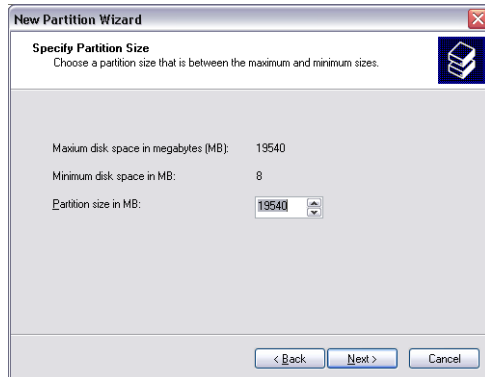 New Partition Wizard
Specify Partition Size
Choose a partition size that is between the maximum and minimum sizes.
Maxium disk space in megabytes (MB): 19540
Minimum disk space in MB: 8
Partition size in MB: 19540
< Back Next > Cancel